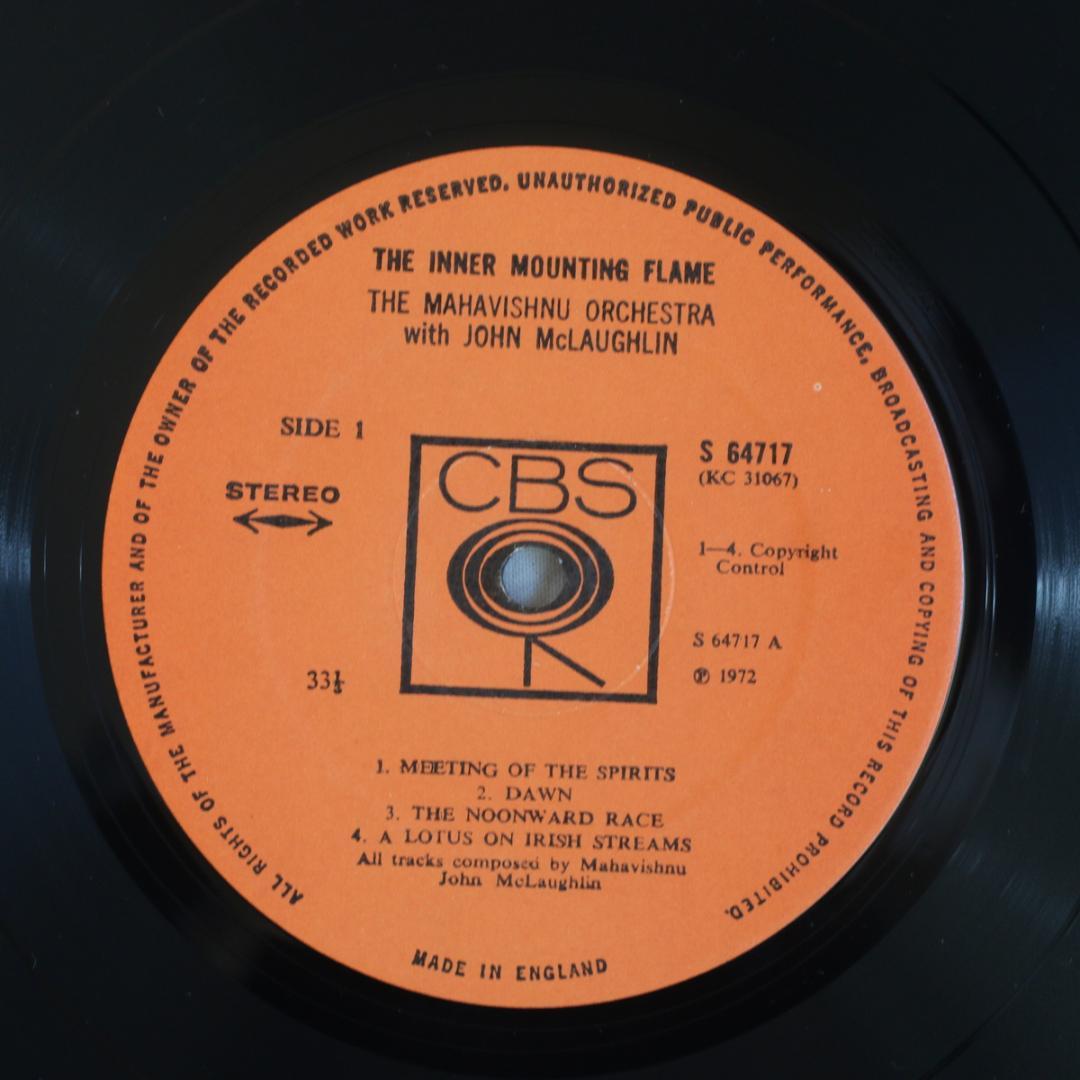 ALL RIGHTS OF THE MANUFACTURER AND OF THE OWNER OF THE RECORDED WORK RESERVED. UNAUTHORIZED PUBLIC PERFORMANCE, BROADCASTING AND COPYING OF THIS RECORD PROHIBITED.
THE INNER MOUNTING FLAME
THE MAHAVISHNU ORCHESTRA
with JOHN McLAUGHLIN
SIDE 1
STEREO
33⅓
CBS
S 64717
(KC 31067)
1—4. Copyright
Control
S 64717 A
℗ 1972
1. MEETING OF THE SPIRITS
2. DAWN
3. THE NOONWARD RACE
4. A LOTUS ON IRISH STREAMS
All tracks composed by Mahavishnu
John McLaughlin
MADE IN ENGLAND